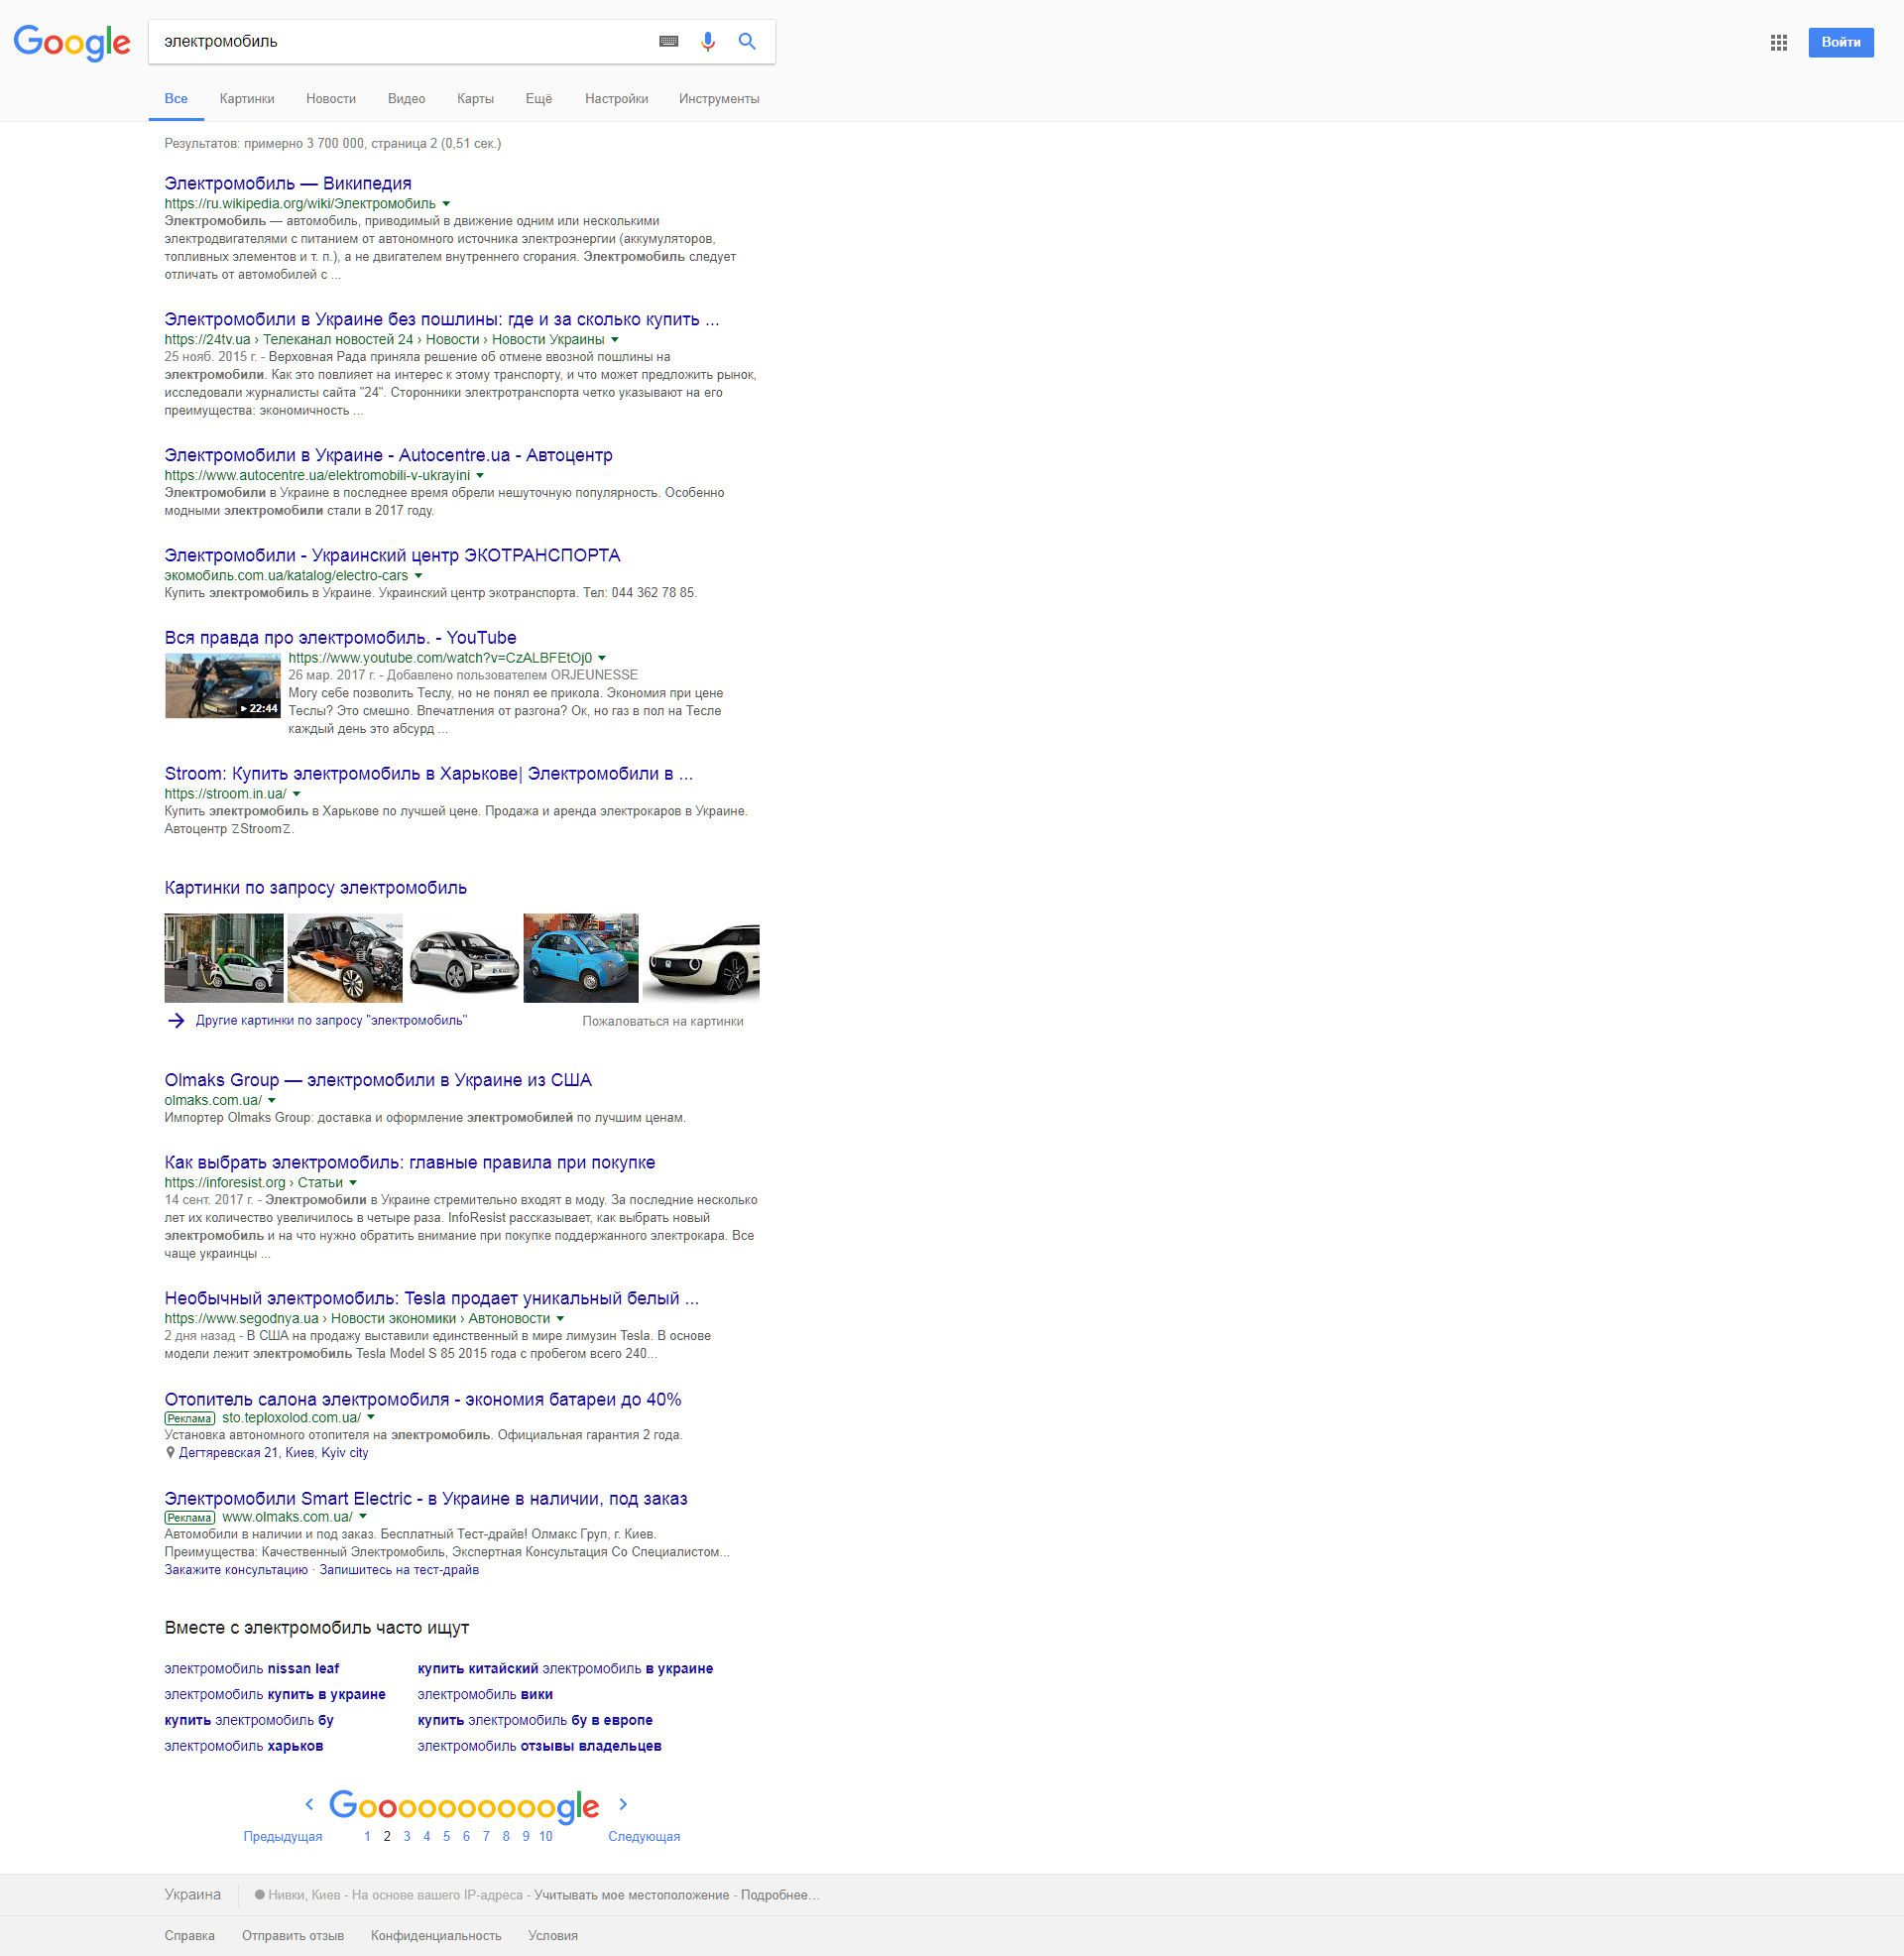 Google
электромобиль
Войти
Все Картинки Новости Видео Карты Ещё Настройки Инструменты
Результатов: примерно 3 700 000, страница 2 (0,51 сек.)
Электромобиль — Википедия
https://ru.wikipedia.org/wiki/Электромобиль
Электромобиль — автомобиль, приводимый в движение одним или несколькими
электродвигателями с питанием от автономного источника электроэнергии (аккумуляторов,
топливных элементов и т. п.), а не двигателем внутреннего сгорания. Электромобиль следует
отличать от автомобилей с ...
Электромобили в Украине без пошлины: где и за сколько купить ...
https://24tv.ua › Телеканал новостей 24 › Новости › Новости Украины
25 нояб. 2015 г. - Верховная Рада приняла решение об отмене ввозной пошлины на
электромобили. Как это повлияет на интерес к этому транспорту, и что может предложить рынок,
исследовали журналисты сайта "24". Сторонники электротранспорта четко указывают на его
преимущества: экономичность ...
Электромобили в Украине - Autocentre.ua - Автоцентр
https://www.autocentre.ua/elektromobili-v-ukrayini
Электромобили в Украине в последнее время обрели нешуточную популярность. Особенно
модными электромобили стали в 2017 году.
Электромобили - Украинский центр ЭКОТРАНСПОРТА
экомобиль.com.ua/katalog/electro-cars
Купить электромобиль в Украине. Украинский центр экотранспорта. Тел: 044 362 78 85.
Вся правда про электромобиль. - YouTube
https://www.youtube.com/watch?v=CzALBFEtOj0
26 мар. 2017 г. - Добавлено пользователем ORJEUNESSE
Могу себе позволить Теслу, но не понял ее прикола. Экономия при цене
Теслы? Это смешно. Впечатления от разгона? Ок, но газ в пол на Тесле
каждый день это абсурд ...
22:44
Stroom: Купить электромобиль в Харькове| Электромобили в ...
https://stroom.in.ua/
Купить электромобиль в Харькове по лучшей цене. Продажа и аренда электрокаров в Украине.
Автоцентр ☈Stroom☈.
Картинки по запросу электромобиль
Другие картинки по запросу "электромобиль" Пожаловаться на картинки
Olmaks Group — электромобили в Украине из США
olmaks.com.ua/
Импортер Olmaks Group: доставка и оформление электромобилей по лучшим ценам.
Как выбрать электромобиль: главные правила при покупке
https://inforesist.org › Статьи
14 сент. 2017 г. - Электромобили в Украине стремительно входят в моду. За последние несколько
лет их количество увеличилось в четыре раза. InfoResist рассказывает, как выбрать новый
электромобиль и на что нужно обратить внимание при покупке поддержанного электрокара. Все
чаще украинцы ...
Необычный электромобиль: Tesla продает уникальный белый ...
https://www.segodnya.ua › Новости экономики › Автоновости
2 дня назад - В США на продажу выставили единственный в мире лимузин Tesla. В основе
модели лежит электромобиль Tesla Model S 85 2015 года с пробегом всего 240...
Отопитель салона электромобиля - экономия батареи до 40%
Реклама sto.teploxolod.com.ua/
Установка автономного отопителя на электромобиль. Официальная гарантия 2 года.
Дегтяревская 21, Киев, Kyiv city
Электромобили Smart Electric - в Украине в наличии, под заказ
Реклама www.olmaks.com.ua/
Автомобили в наличии и под заказ. Бесплатный Тест-драйв! Олмакс Груп, г. Киев.
Преимущества: Качественный Электромобиль, Экспертная Консультация Со Специалистом...
Закажите консультацию · Запишитесь на тест-драйв
Вместе с электромобиль часто ищут
электромобиль nissan leaf купить китайский электромобиль в украине
электромобиль купить в украине электромобиль вики
купить электромобиль бу купить электромобиль бу в европе
электромобиль харьков электромобиль отзывы владельцев
Goooooooooogle
Предыдущая 1 2 3 4 5 6 7 8 9 10 Следующая
Украина Нивки, Киев - На основе вашего IP-адреса - Учитывать мое местоположение - Подробнее...
Справка Отправить отзыв Конфиденциальность Условия